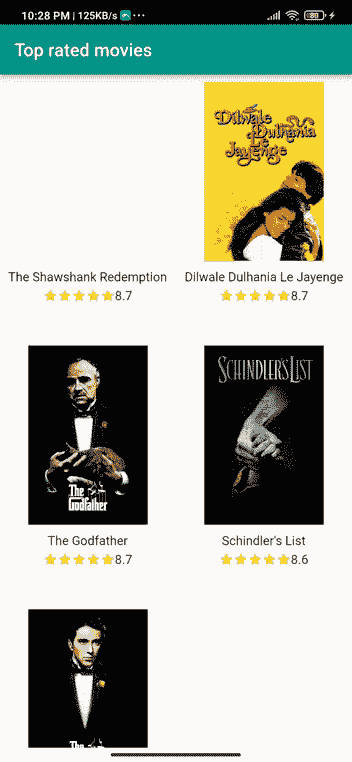 10:28 PM | 125KB/s ...
80
Top rated movies
Dilwale
Dulhania
Le
Jayenge
The Shawshank Redemption
8.7
Dilwale Dulhania Le Jayenge
8.7
The
Godfather
SCHINDLER'S LIST
The Godfather
8.7
Schindler's List
8.6
The